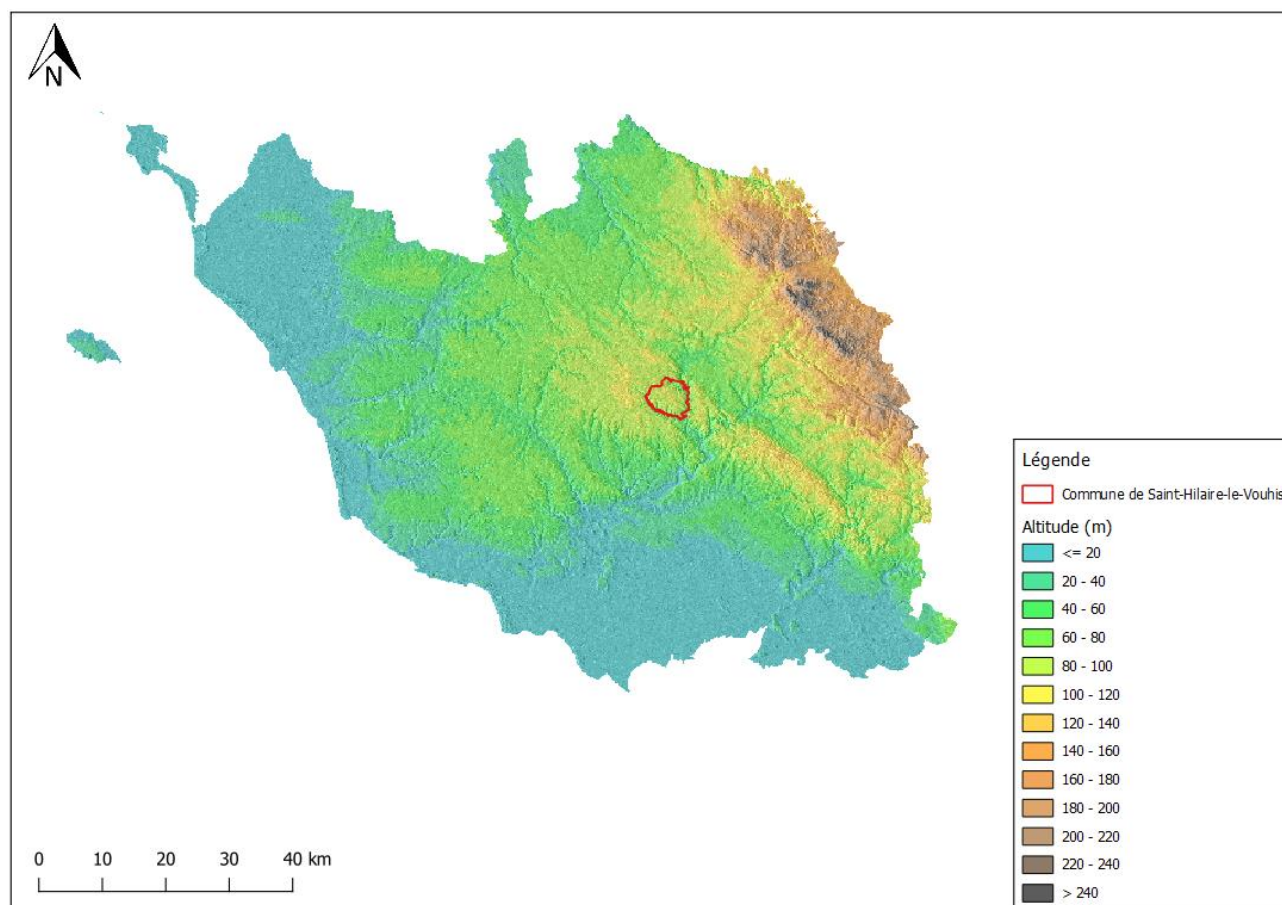 N
Légende
Commune de Saint-Hilaire-le-Vouhis
Altitude (m)
<= 20
20 - 40
40 - 60
60 - 80
80 - 100
100 - 120
120 - 140
140 - 160
160 - 180
180 - 200
200 - 220
220 - 240
> 240
0 10 20 30 40 km